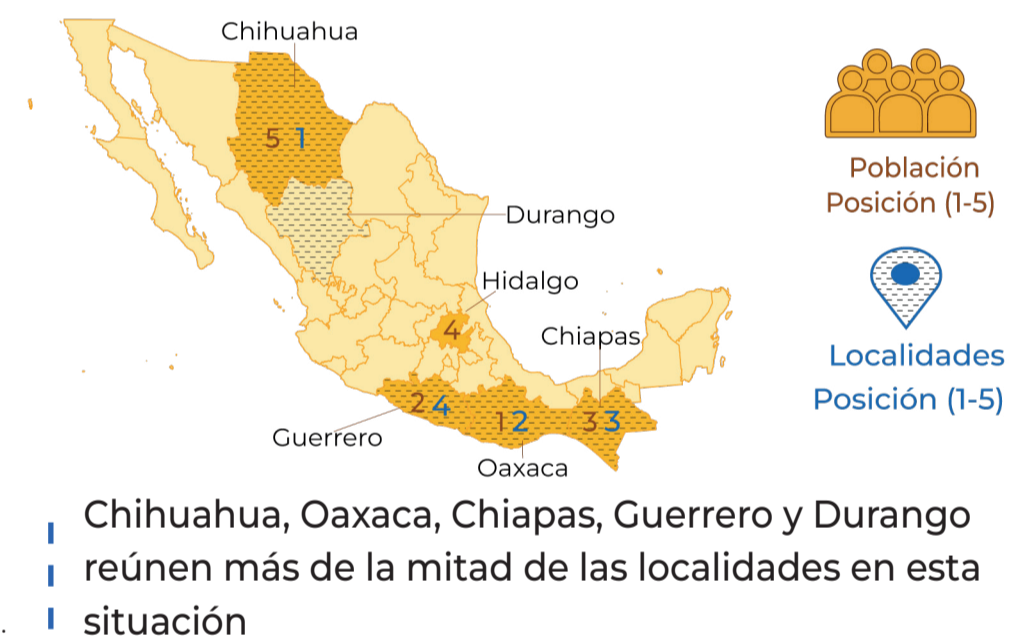 Chihuahua
5 1
Durango
Hidalgo
4
Chiapas
2 4
1 2
3 3
Guerrero
Oaxaca
Población
Posición (1-5)
Localidades
Posición (1-5)
Chihuahua, Oaxaca, Chiapas, Guerrero y Durango
reúnen más de la mitad de las localidades en esta
situación